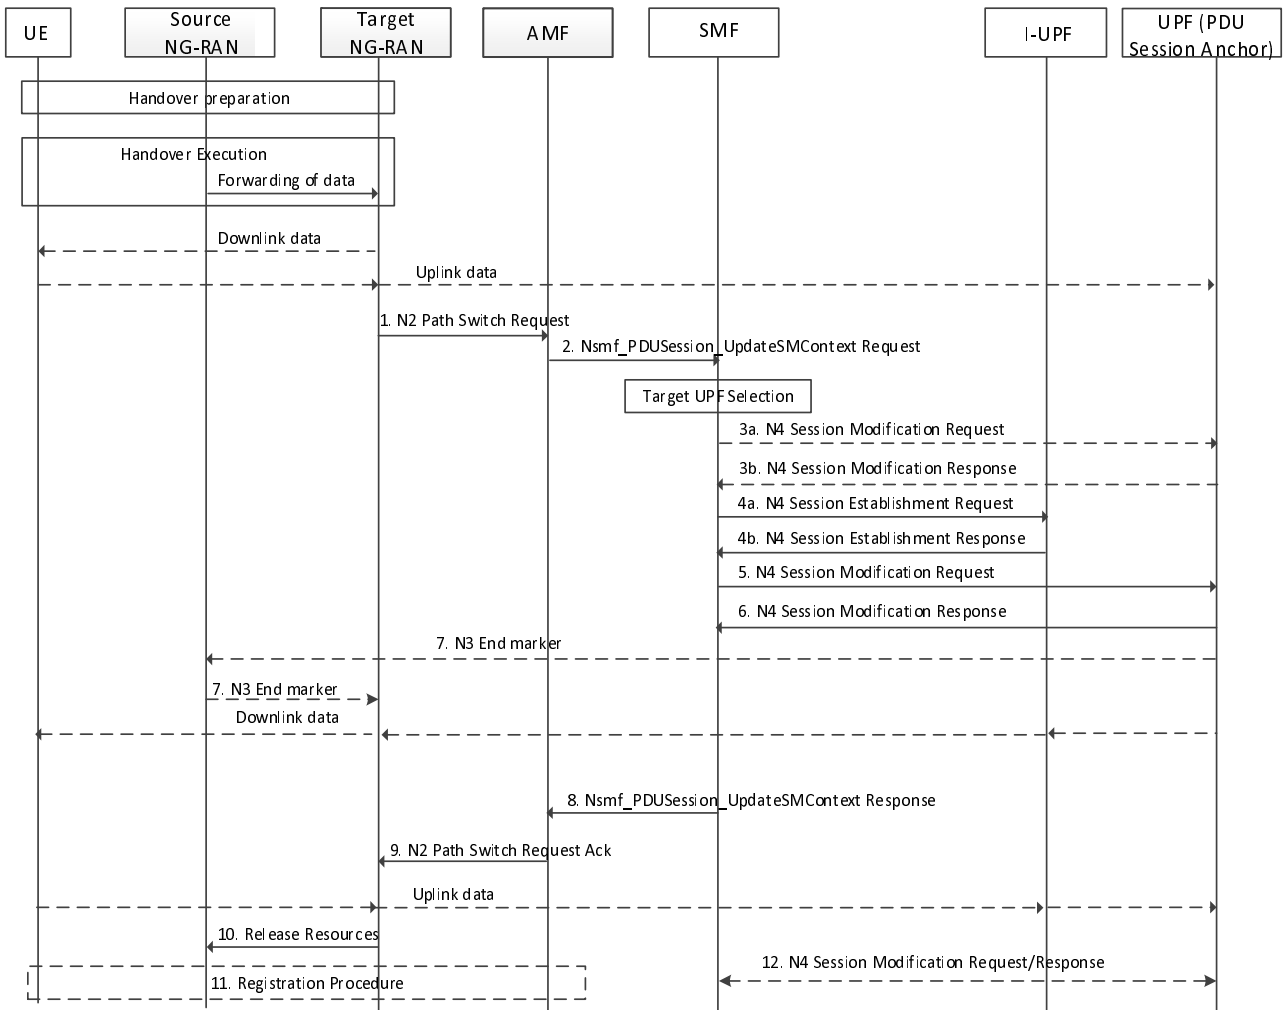 UE
Source
NG-RAN
Target
NG-RAN
AMF
SMF
I-UPF
UPF (PDU
Session Anchor)
Handover preparation
Handover Execution
Forwarding of data
Downlink data
Uplink data
1. N2 Path Switch Request
2. Nsmf_PDUSession_UpdateSMContext Request
Target UPF Selection
3a. N4 Session Modification Request
3b. N4 Session Modification Response
4a. N4 Session Establishment Request
4b. N4 Session Establishment Response
5. N4 Session Modification Request
6. N4 Session Modification Response
7. N3 End marker
7. N3 End marker
Downlink data
8. Nsmf_PDUSession_UpdateSMContext Response
9. N2 Path Switch Request Ack
Uplink data
10. Release Resources
12. N4 Session Modification Request/Response
11. Registration Procedure